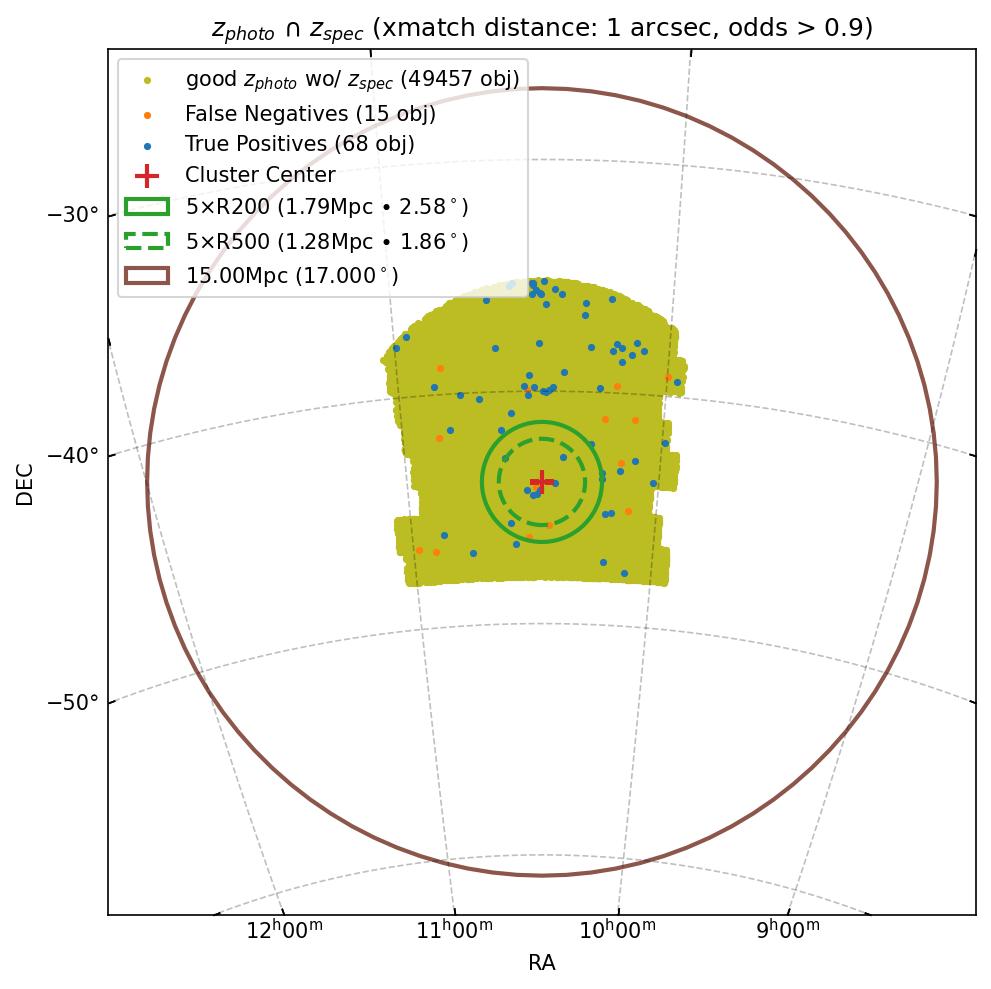 z_photo ∩ z_spec (xmatch distance: 1 arcsec, odds > 0.9)
good z_photo wo/ z_spec (49457 obj)
False Negatives (15 obj)
True Positives (68 obj)
Cluster Center
5×R200 (1.79Mpc • 2.58°)
5×R500 (1.28Mpc • 1.86°)
15.00Mpc (17.000°)
−30°
−40°
−50°
DEC
12ʰ00ᵐ 11ʰ00ᵐ 10ʰ00ᵐ 9ʰ00ᵐ
RA